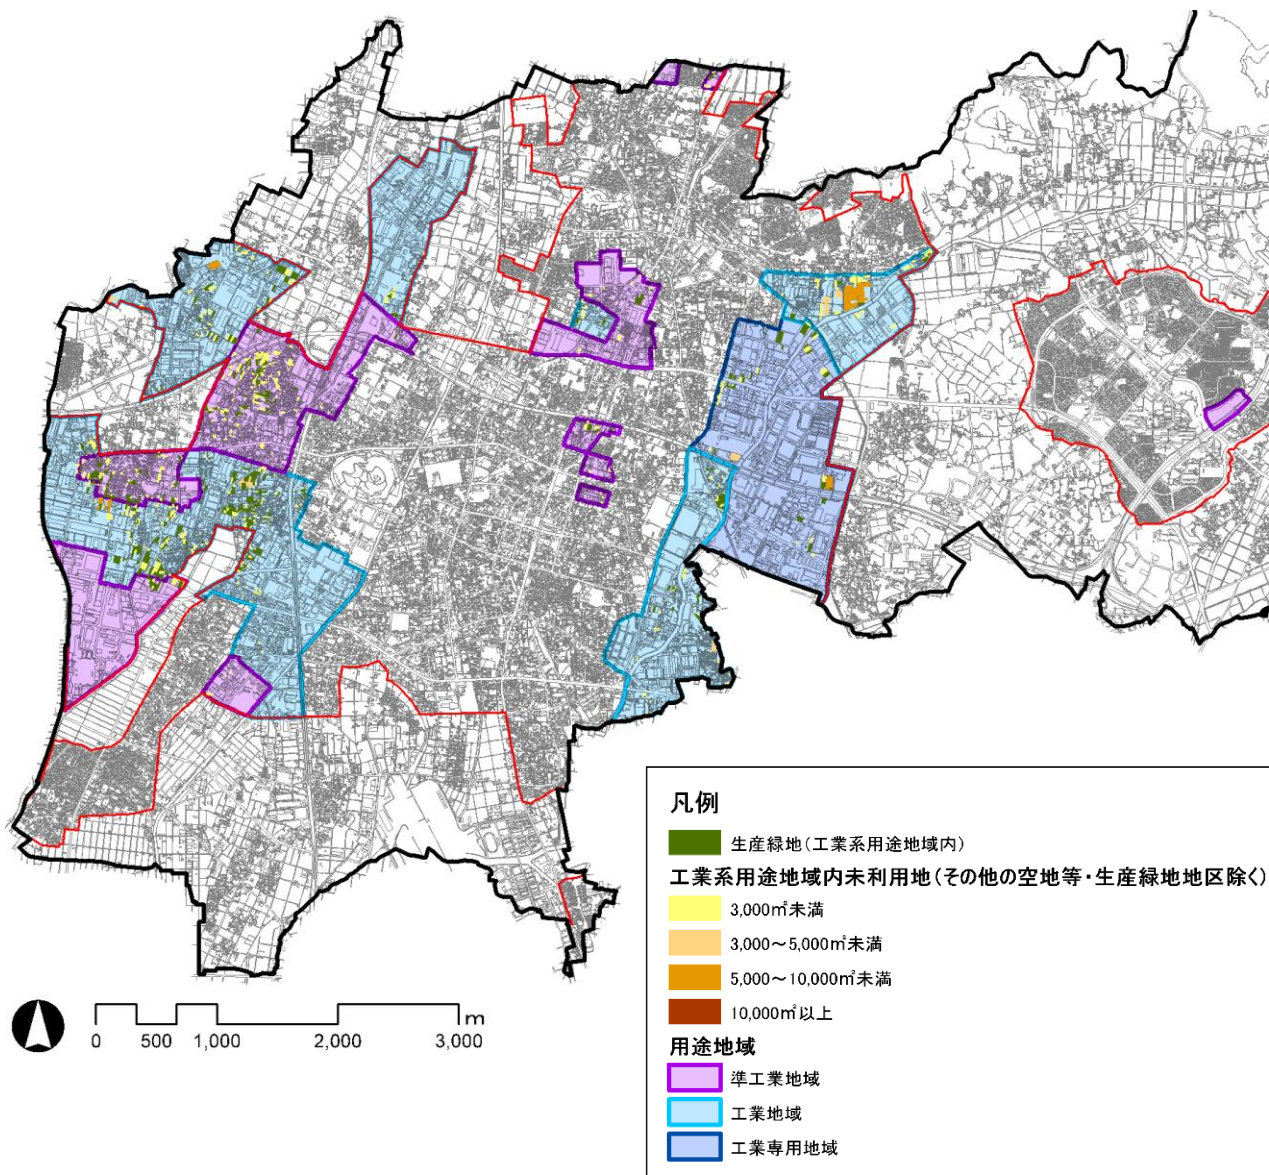 凡例
生産緑地(工業系用途地域内)
工業系用途地域内未利用地(その他の空地等・生産緑地地区除く)
3,000㎡未満
3,000～5,000㎡未満
5,000～10,000㎡未満
10,000㎡以上
用途地域
準工業地域
工業地域
工業専用地域
m
0 500 1,000 2,000 3,000